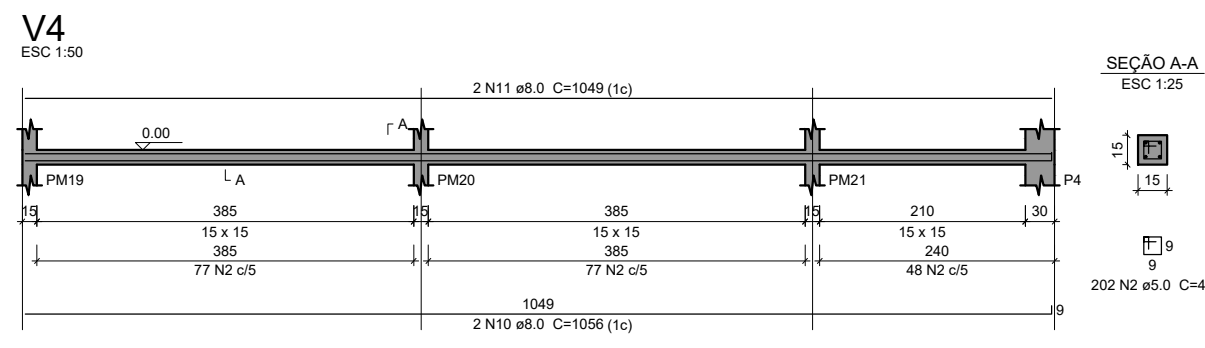 V4
ESC 1:50
SEÇÃO A-A
ESC 1:25
2 N11 ø8.0 C=1049 (1c)
0.00
A
A
PM19
PM20
PM21
P4
15
15
15 385 15 385 15 210 30
15 x 15
15 x 15
15 x 15
385 385 240
77 N2 c/5
77 N2 c/5
48 N2 c/5
9
9
202 N2 ø5.0 C=4
1049
9
2 N10 ø8.0 C=1056 (1c)